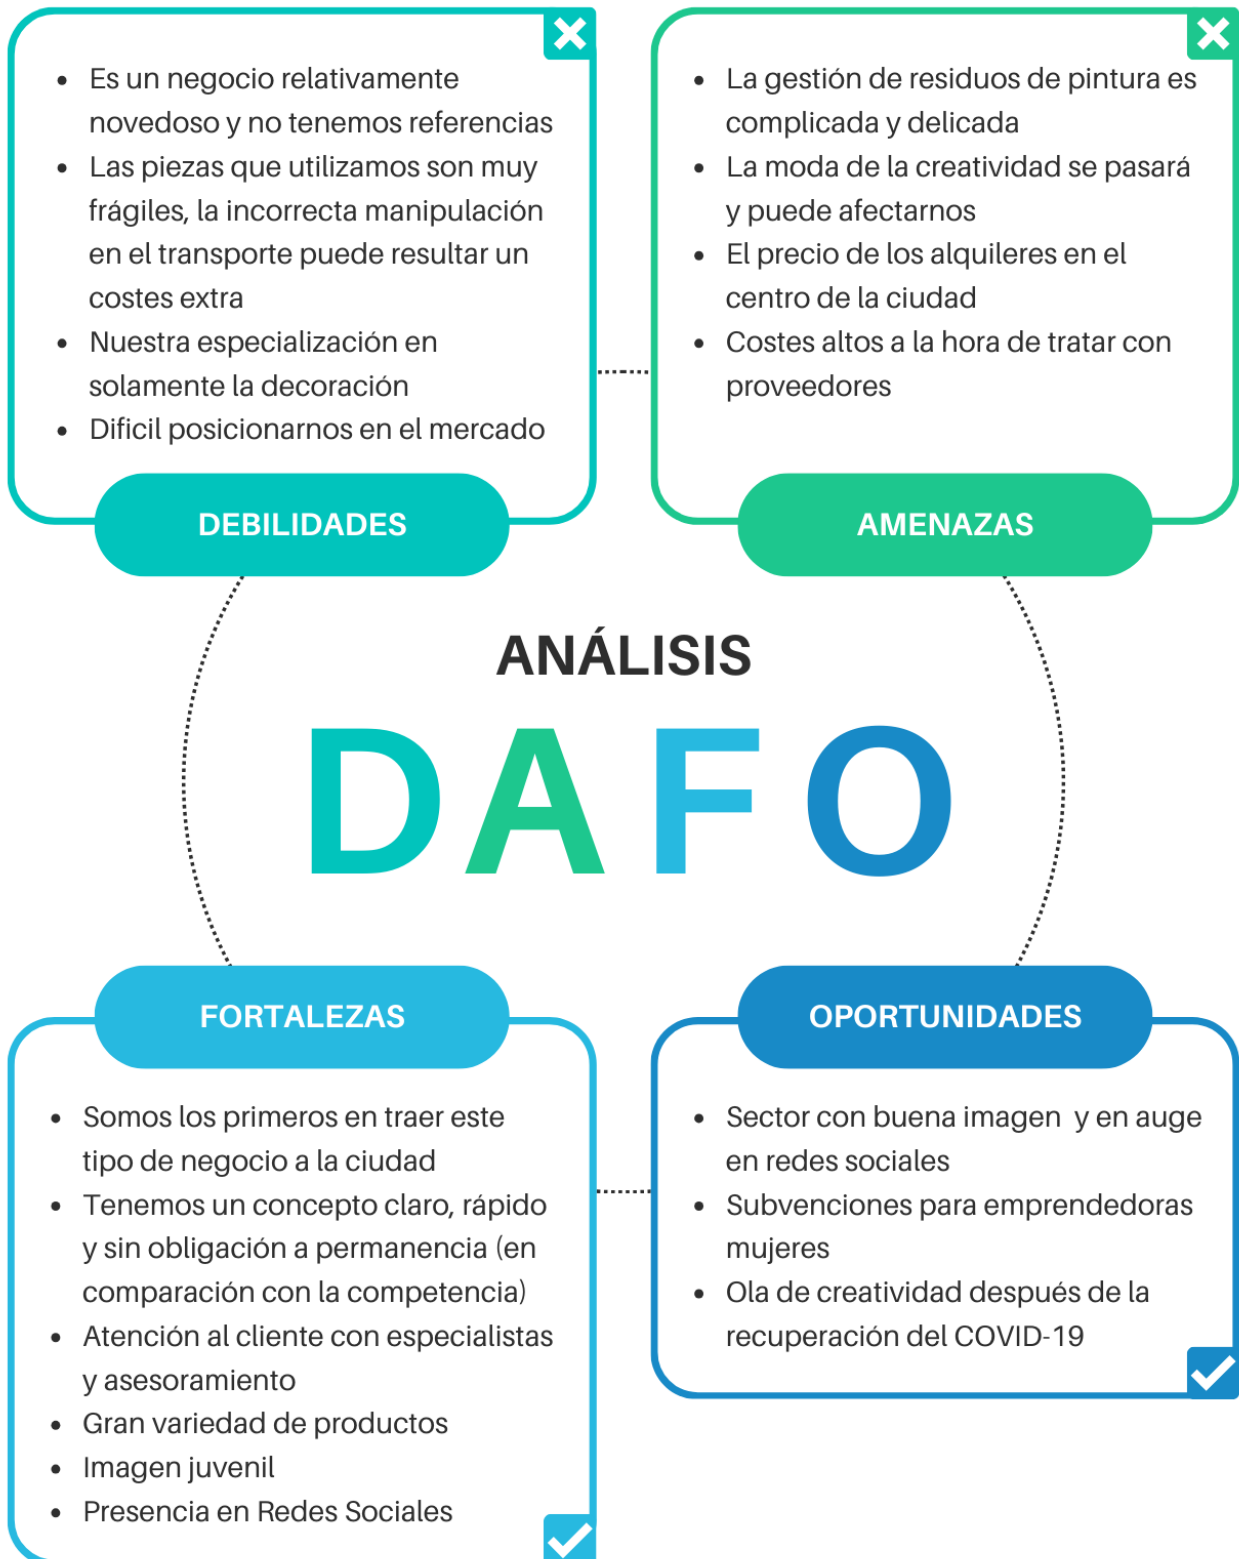 Es un negocio relativamente
novedoso y no tenemos referencias
Las piezas que utilizamos son muy
frágiles, la incorrecta manipulación
en el transporte puede resultar un
costes extra
Nuestra especialización en
solamente la decoración
Dificil posicionarnos en el mercado
DEBILIDADES
La gestión de residuos de pintura es
complicada y delicada
La moda de la creatividad se pasará
y puede afectarnos
El precio de los alquileres en el
centro de la ciudad
Costes altos a la hora de tratar con
proveedores
AMENAZAS
ANÁLISIS
DAFO
FORTALEZAS
Somos los primeros en traer este
tipo de negocio a la ciudad
Tenemos un concepto claro, rápido
y sin obligación a permanencia (en
comparación con la competencia)
Atención al cliente con especialistas
y asesoramiento
Gran variedad de productos
Imagen juvenil
Presencia en Redes Sociales
OPORTUNIDADES
Sector con buena imagen  y en auge
en redes sociales
Subvenciones para emprendedoras
mujeres
Ola de creatividad después de la
recuperación del COVID-19